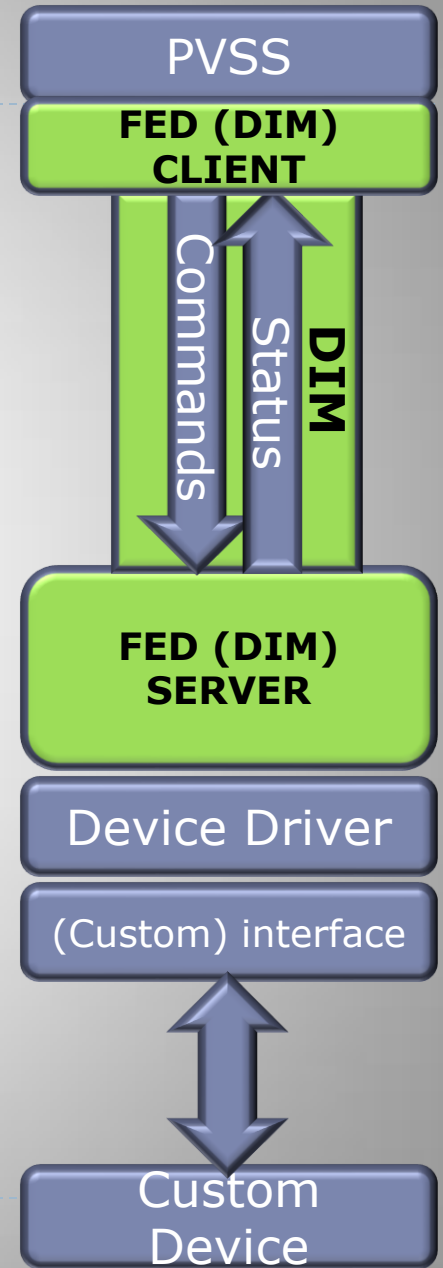 PVSS
FED (DIM)
CLIENT
Commands
Status
DIM
FED (DIM)
SERVER
Device Driver
(Custom) interface
Custom
Device